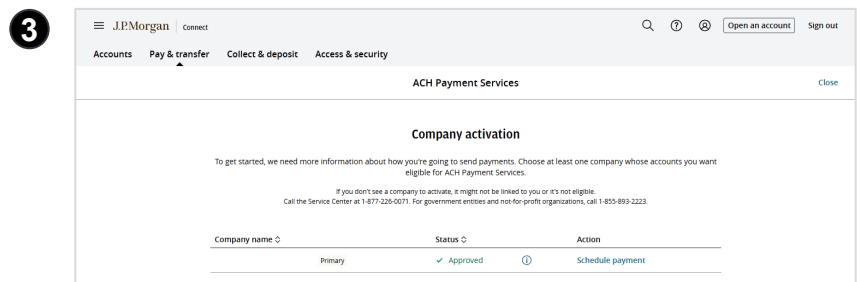 3
J.P.Morgan Connect Open an account Sign out
Accounts Pay & transfer Collect & deposit Access & security
ACH Payment Services Close
Company activation
To get started, we need more information about how you're going to send payments. Choose at least one company whose accounts you want
eligible for ACH Payment Services.
If you don't see a company to activate, it might not be linked to you or it's not eligible.
Call the Service Center at 1-877-226-0071. For government entities and not-for-profit organizations, call 1-855-893-2223.
Company name Status Action
Primary Approved Schedule payment